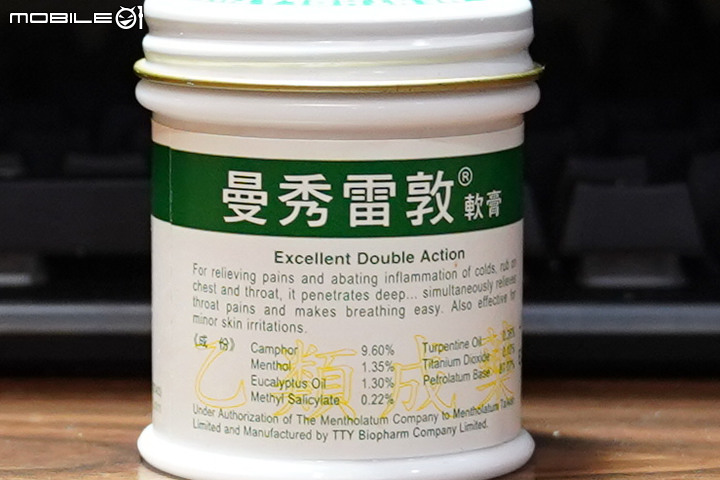 MOBILE01
曼秀雷敦® 軟膏
Excellent Double Action
For relieving pains and abating inflammation of colds, rub on
chest and throat, it penetrates deep... simultaneously relieves
throat pains and makes breathing easy. Also effective for
minor skin irritations.
《成份》 Camphor 9.60% Turpentine Oil
Menthol 1.35% Titanium Dioxide
Eucalyptus Oil 1.30% Petrolatum Base
Methyl Salicylate 0.22%
乙類成藥
Under Authorization of The Mentholatum Company to Mentholatum Taiwan
Limited and Manufactured by TTY Biopharm Company Limited.